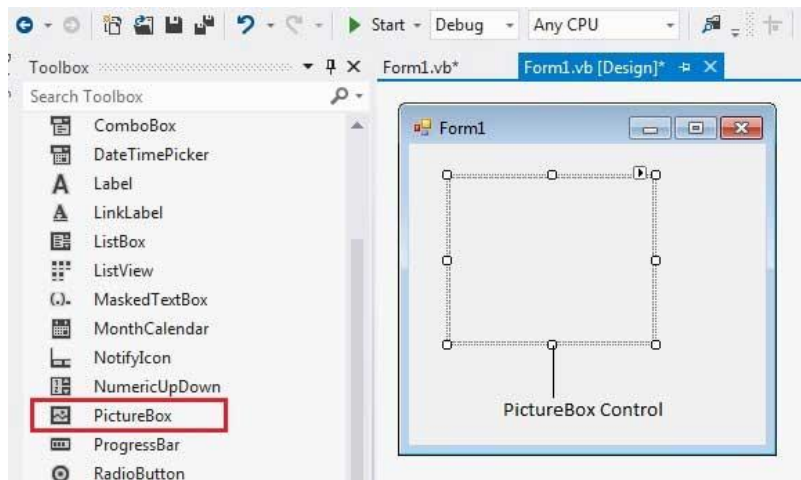 Start
Debug
Any CPU
Toolbox
Search Toolbox
ComboBox
DateTimePicker
Label
LinkLabel
ListBox
ListView
MaskedTextBox
MonthCalendar
NotifyIcon
NumericUpDown
PictureBox
ProgressBar
RadioButton
Form1.vb*
Form1.vb [Design]*
Form1
PictureBox Control